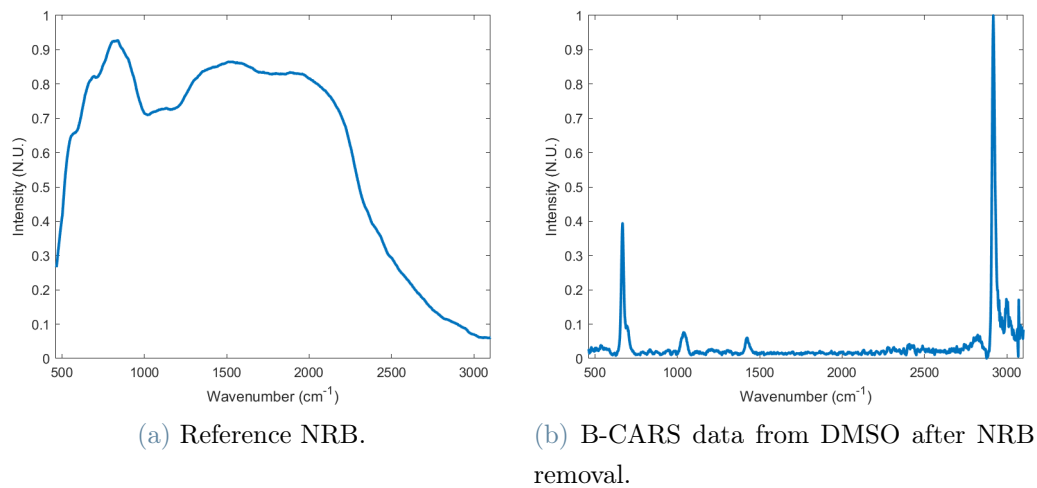 1
0.9
0.8
0.7
0.6
0.5
0.4
0.3
0.2
0.1
0
Intensity (N.U.)
500 1000 1500 2000 2500 3000
Wavenumber (cm-1)
(a) Reference NRB.
1
0.9
0.8
0.7
0.6
0.5
0.4
0.3
0.2
0.1
0
Intensity (N.U.)
500 1000 1500 2000 2500 3000
Wavenumber (cm-1)
(b) B-CARS data from DMSO after NRB
removal.